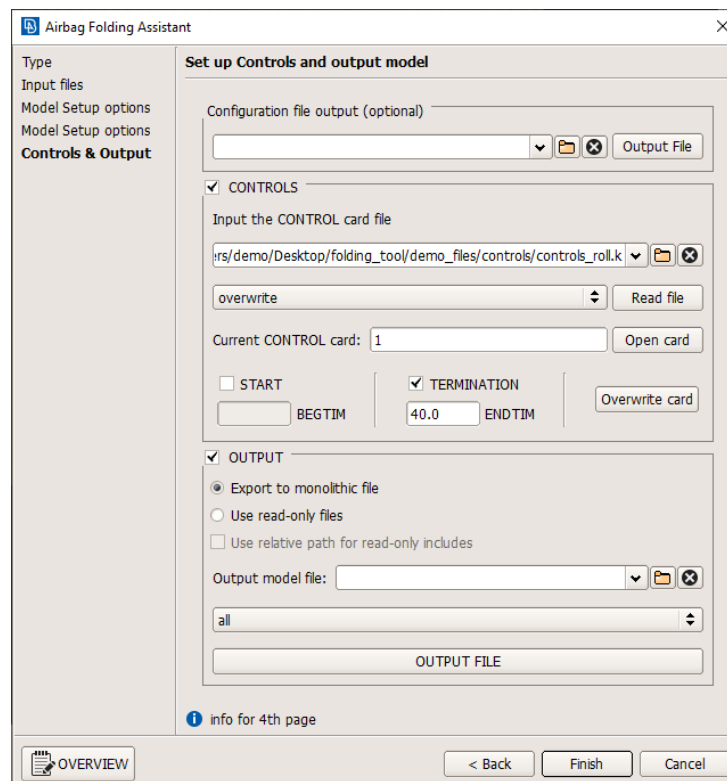 Airbag Folding Assistant
Type
Input files
Model Setup options
Model Setup options
Controls & Output
Set up Controls and output model
Configuration file output (optional)
Output File
CONTROLS
Input the CONTROL card file
ers/demo/Desktop/folding_tool/demo_files/controls/controls_roll.k
overwrite
Read file
Current CONTROL card: 1
Open card
START
TERMINATION
Overwrite card
BEGTIM
40.0 ENDTIM
OUTPUT
Export to monolithic file
Use read-only files
Use relative path for read-only includes
Output model file:
all
OUTPUT FILE
info for 4th page
OVERVIEW
< Back
Finish
Cancel